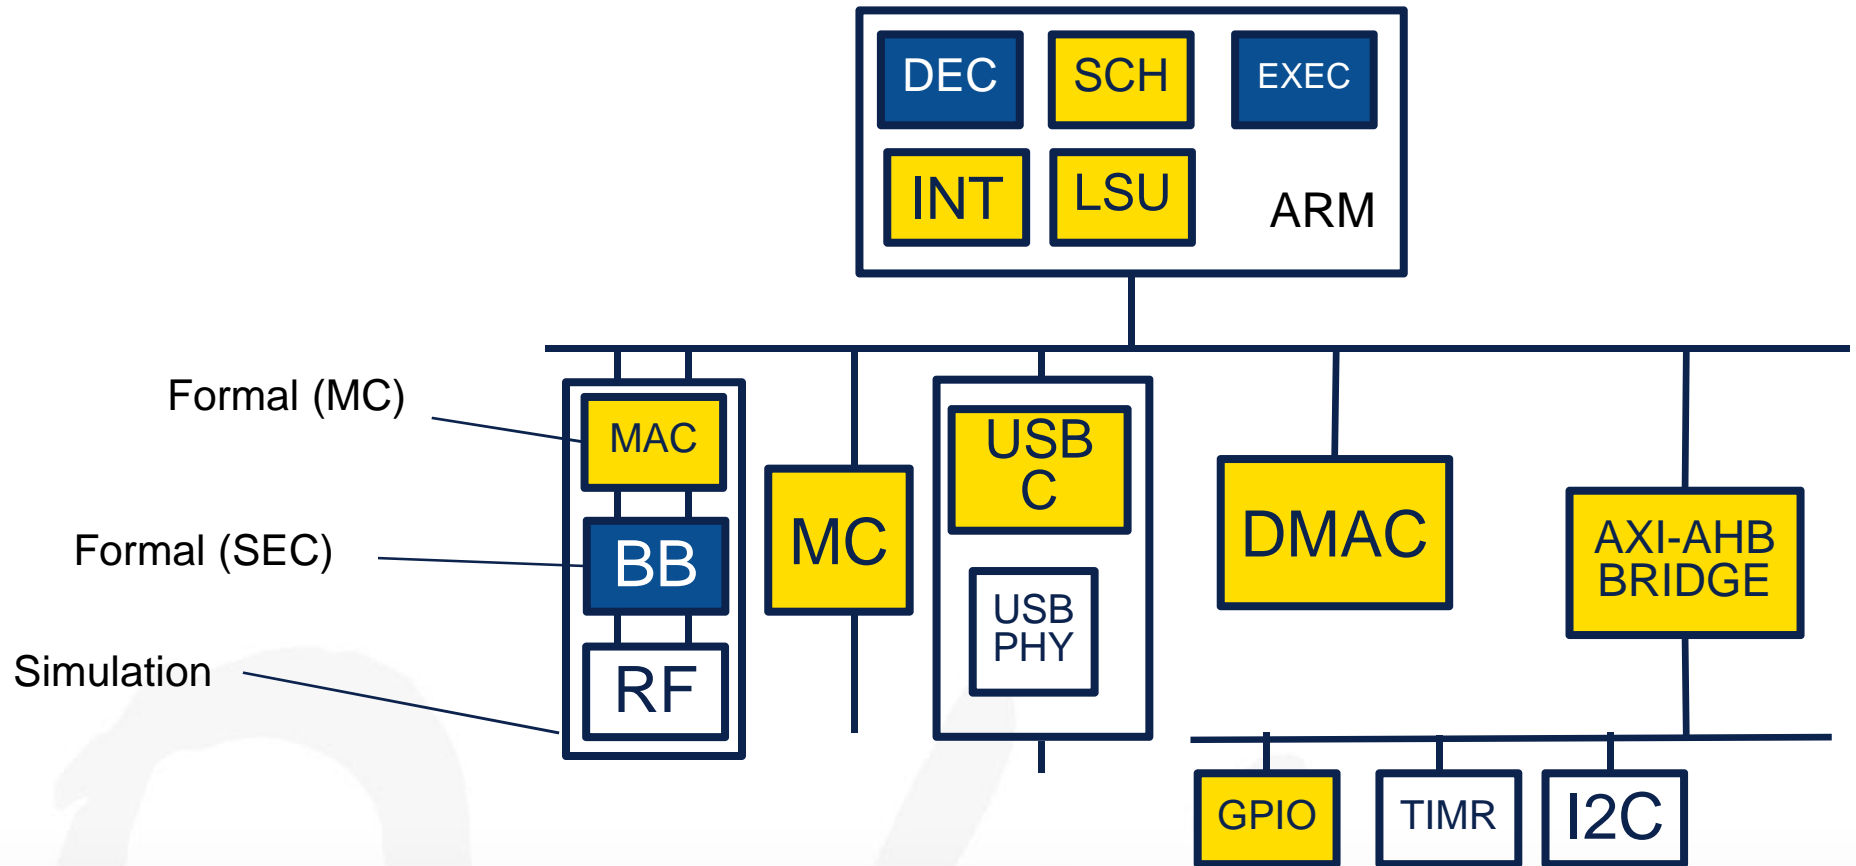 DEC
SCH
EXEC
INT
LSU
ARM
Formal (MC)
MAC
Formal (SEC)
BB
Simulation
RF
MC
USB
C
USB
PHY
DMAC
AXI-AHB
BRIDGE
GPIO
TIMR
I2C